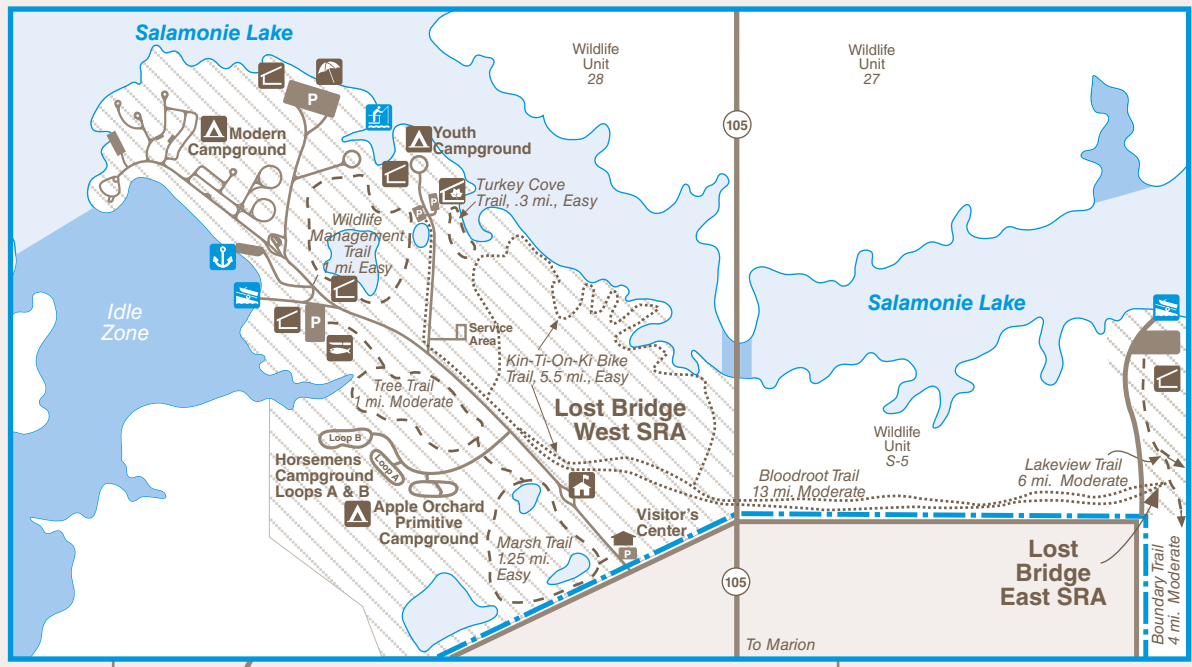 Salamonie Lake
Wildlife
Unit
28
Wildlife
Unit
27
P
105
Modern
Campground
Youth
Campground
Turkey Cove
Trail, .3 mi., Easy
P
P
Wildlife
Management
Trail
1 mi. Easy
Idle
Zone
P
Salamonie Lake
Service
Area
Kin-Ti-On-Ki Bike
Trail, 5.5 mi., Easy
Tree Trail
1 mi. Moderate
Lost Bridge
West SRA
Loop B
Loop A
Horsemens
Campground
Loops A & B
Apple Orchard
Primitive
Campground
Wildlife
Unit
S-5
Bloodroot Trail
13 mi. Moderate
Lakeview Trail
6 mi. Moderate
Visitor's
Center
P
Marsh Trail
1.25 mi.
Easy
105
Lost
Bridge
East SRA
Boundary Trail
4 mi. Moderate
To Marion